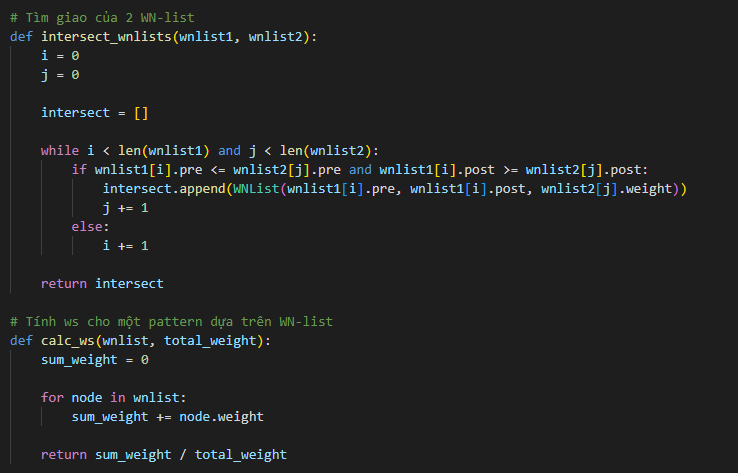 # Tìm giao của 2 WN-list
def intersect_wnlists(wnlist1, wnlist2):
    i = 0
    j = 0

    intersect = []

    while i < len(wnlist1) and j < len(wnlist2):
        if wnlist1[i].pre <= wnlist2[j].pre and wnlist1[i].post >= wnlist2[j].post:
            intersect.append(WNList(wnlist1[i].pre, wnlist1[i].post, wnlist2[j].weight))
            j += 1
        else:
            i += 1

    return intersect

# Tính ws cho một pattern dựa trên WN-list
def calc_ws(wnlist, total_weight):
    sum_weight = 0

    for node in wnlist:
        sum_weight += node.weight

    return sum_weight / total_weight